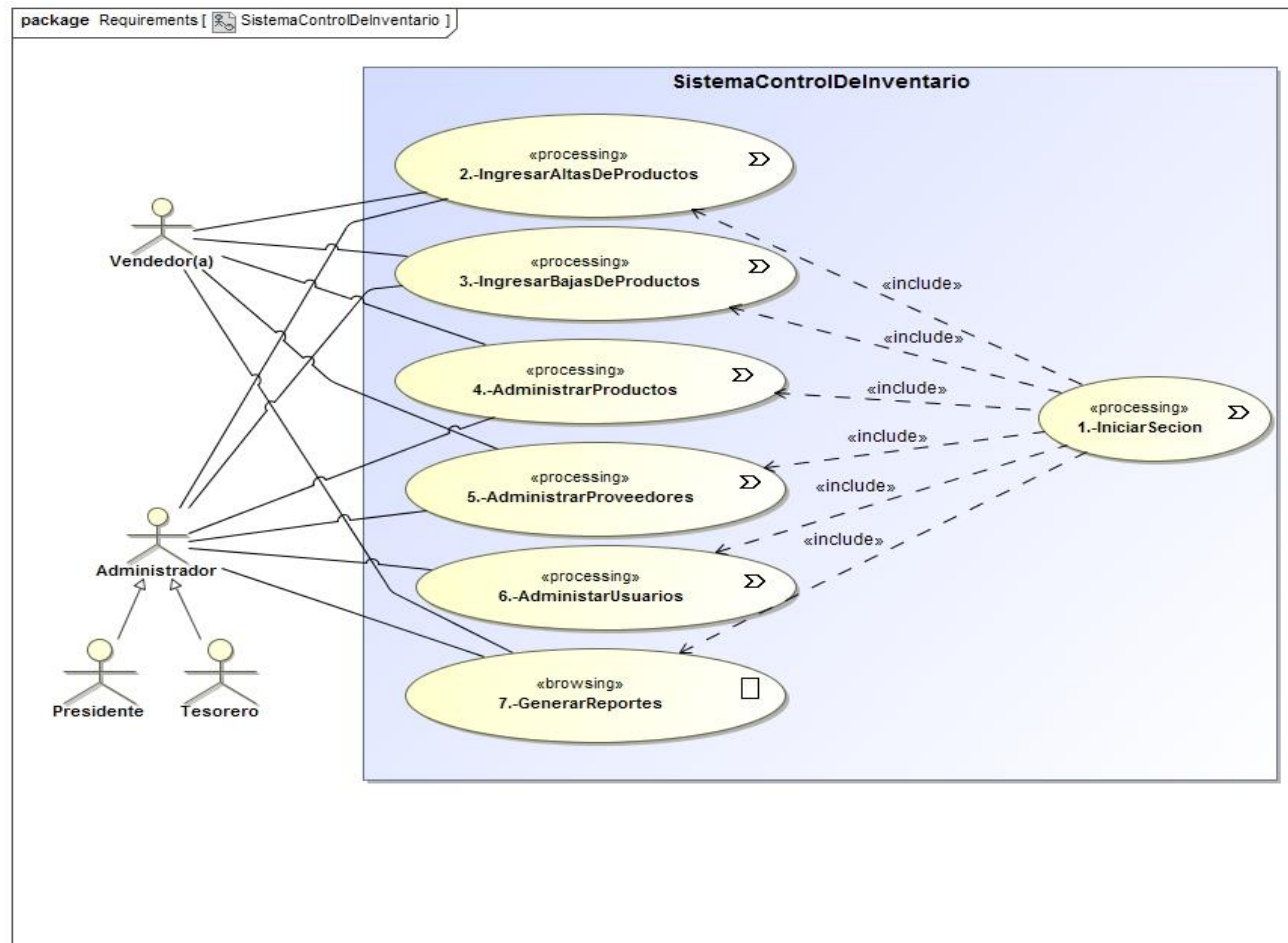 package Requirements [ SistemaControlDeInventario ]
SistemaControlDeInventario
«processing»
2.-IngresarAltasDeProductos
Vendedor(a)
«processing»
3.-IngresarBajasDeProductos
«include»
«include»
«processing»
4.-AdministrarProductos
«include»
«processing»
1.-IniciarSecion
«include»
«processing»
5.-AdministrarProveedores
«include»
«include»
Administrador
«processing»
6.-AdministarUsuarios
«browsing»
7.-GenerarReportes
Presidente
Tesorero